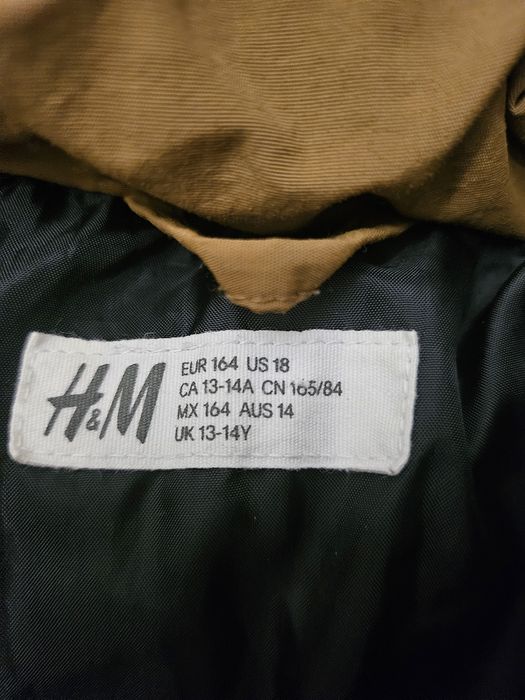 H&M
EUR 164 US 18
CA 13-14A CN 165/84
MX 164 AUS 14
UK 13-14Y